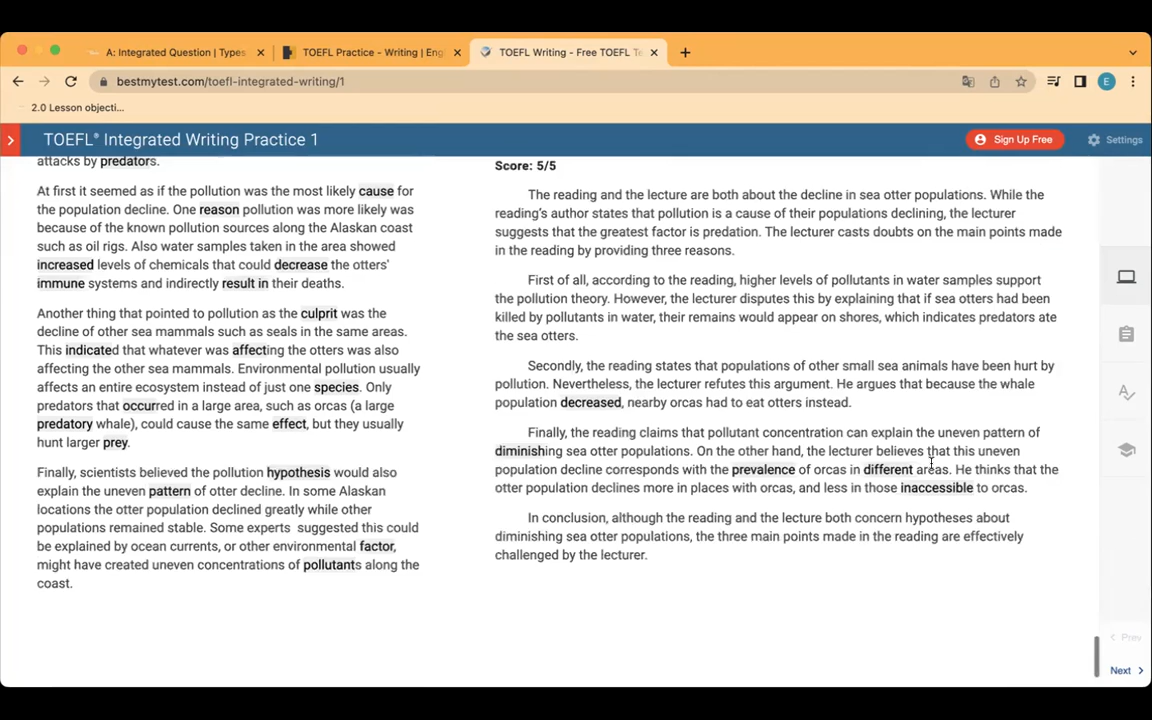 A: Integrated Question | Types
TOEFL Practice - Writing | Eng
TOEFL Writing - Free TOEFL Te
bestmytest.com/toefl-integrated-writing/1
E
2.0 Lesson objecti...
TOEFL® Integrated Writing Practice 1
Sign Up Free
Settings
attacks by predators.
At first it seemed as if the pollution was the most likely cause for
the population decline. One reason pollution was more likely was
because of the known pollution sources along the Alaskan coast
such as oil rigs. Also water samples taken in the area showed
increased levels of chemicals that could decrease the otters'
immune systems and indirectly result in their deaths.
Another thing that pointed to pollution as the culprit was the
decline of other sea mammals such as seals in the same areas.
This indicated that whatever was affecting the otters was also
affecting the other sea mammals. Environmental pollution usually
affects an entire ecosystem instead of just one species. Only
predators that occurred in a large area, such as orcas (a large
predatory whale), could cause the same effect, but they usually
hunt larger prey.
Finally, scientists believed the pollution hypothesis would also
explain the uneven pattern of otter decline. In some Alaskan
locations the otter population declined greatly while other
populations remained stable. Some experts suggested this could
be explained by ocean currents, or other environmental factor,
might have created uneven concentrations of pollutants along the
coast.
Score: 5/5
The reading and the lecture are both about the decline in sea otter populations. While the
reading's author states that pollution is a cause of their populations declining, the lecturer
suggests that the greatest factor is predation. The lecturer casts doubts on the main points made
in the reading by providing three reasons.
First of all, according to the reading, higher levels of pollutants in water samples support
the pollution theory. However, the lecturer disputes this by explaining that if sea otters had been
killed by pollutants in water, their remains would appear on shores, which indicates predators ate
the sea otters.
Secondly, the reading states that populations of other small sea animals have been hurt by
pollution. Nevertheless, the lecturer refutes this argument. He argues that because the whale
population decreased, nearby orcas had to eat otters instead.
Finally, the reading claims that pollutant concentration can explain the uneven pattern of
diminishing sea otter populations. On the other hand, the lecturer believes that this uneven
population decline corresponds with the prevalence of orcas in different areas. He thinks that the
otter population declines more in places with orcas, and less in those inaccessible to orcas.
In conclusion, although the reading and the lecture both concern hypotheses about
diminishing sea otter populations, the three main points made in the reading are effectively
challenged by the lecturer.
Prev
Next